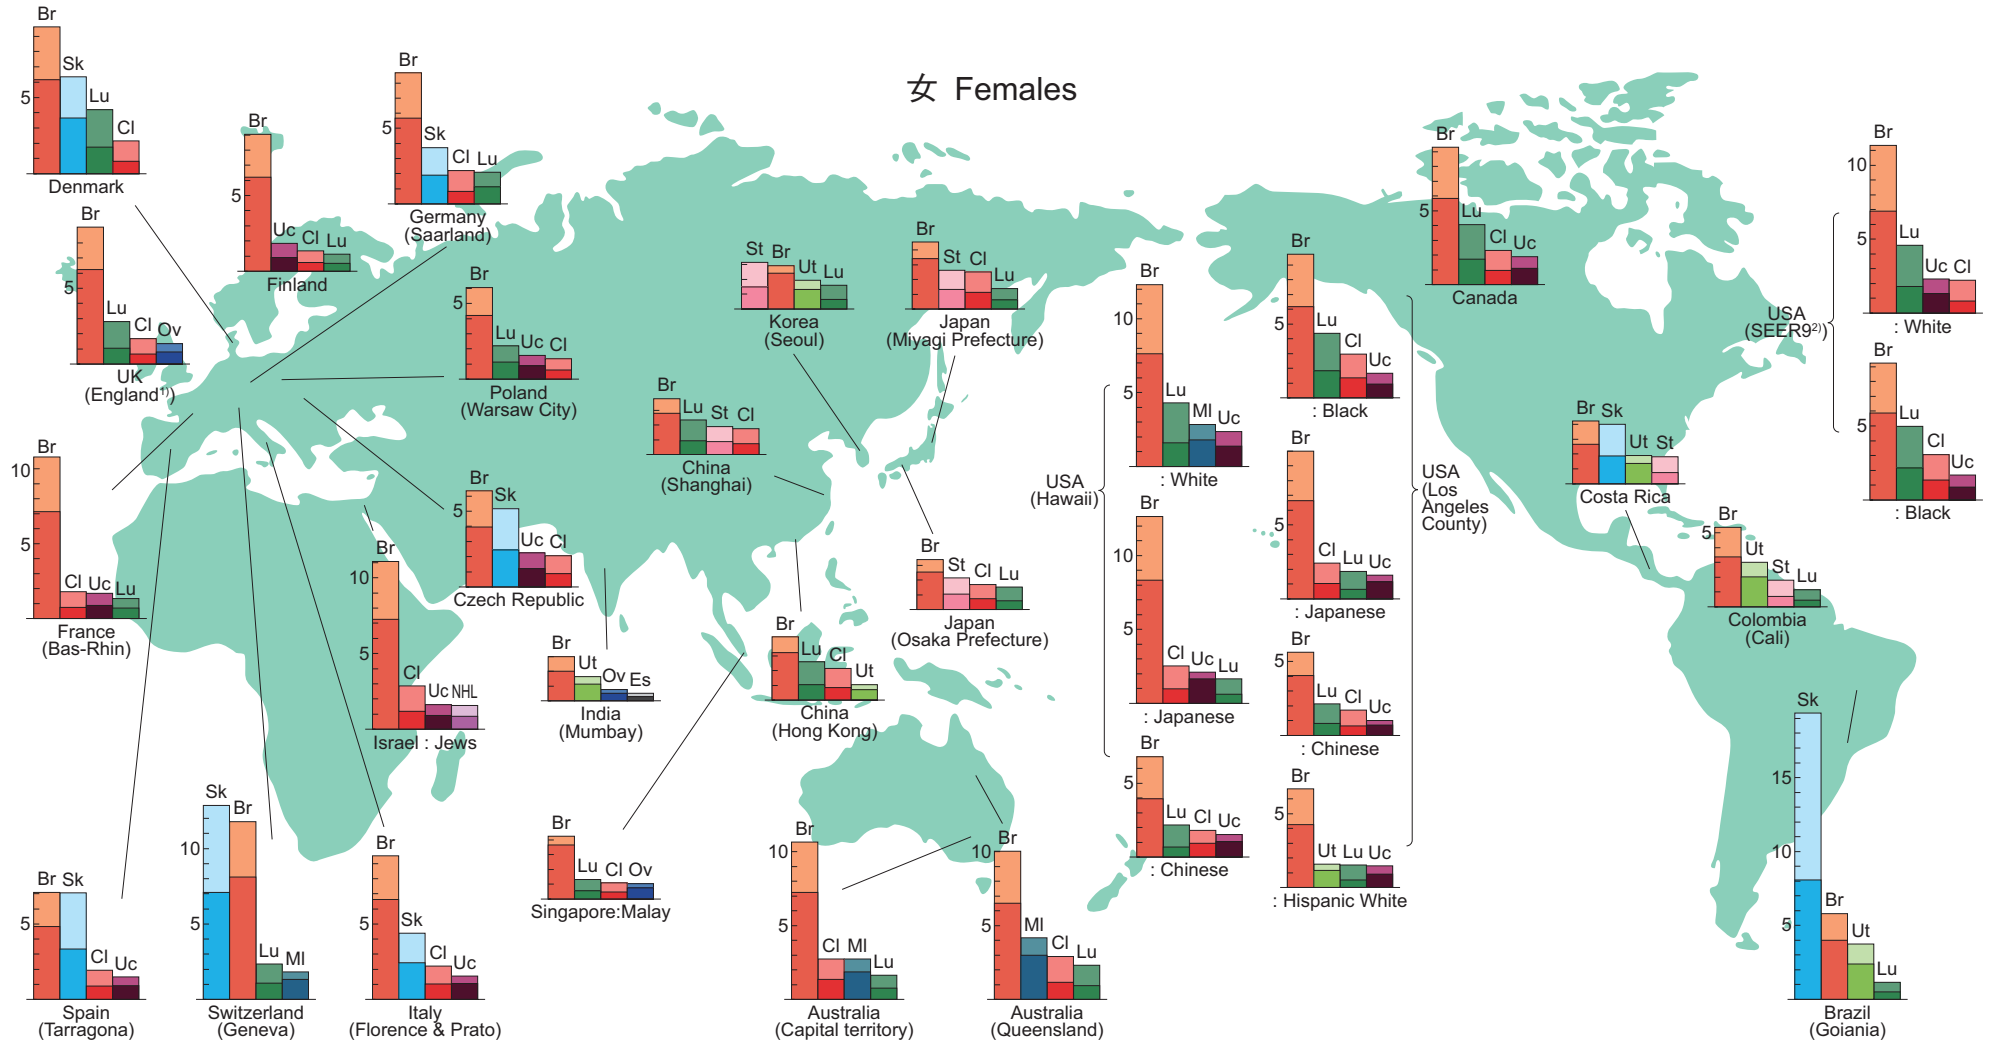 女 Females
Br
Sk
Lu
Cl
5
Denmark
Br
Uc
Cl
Lu
5
Finland
Br
Sk
Cl
Lu
5
Germany
(Saarland)
Br
Lu
Cl
Ov
5
UK
(England¹⁾)
Br
Lu
Uc
Cl
5
Poland
(Warsaw City)
St
Br
Ut
Lu
Korea
(Seoul)
Br
St
Cl
Lu
Japan
(Miyagi Prefecture)
Br
Lu
St
Cl
China
(Shanghai)
Br
Cl
Uc
Lu
10
5
France
(Bas-Rhin)
Br
Sk
Uc
Cl
5
Czech Republic
Br
Cl
Uc
NHL
10
5
Israel : Jews
Br
Ut
Ov
Es
India
(Mumbay)
Br
Lu
Cl
Ut
China
(Hong Kong)
Br
St
Cl
Lu
Japan
(Osaka Prefecture)
Br
Sk
Cl
Uc
5
Spain
(Tarragona)
Sk
Br
Lu
Ml
10
5
Switzerland
(Geneva)
Br
Sk
Cl
Uc
5
Italy
(Florence & Prato)
Br
Lu
Cl
Ov
Singapore:Malay
Br
Cl
Ml
Lu
10
5
Australia
(Capital territory)
Br
Ml
Cl
Lu
10
5
Australia
(Queensland)
USA
(Hawaii)
Br
Lu
Ml
Uc
10
5
: White
Br
Cl
Uc
Lu
10
5
: Japanese
Br
Lu
Cl
Uc
5
: Chinese
USA
(Los
Angeles
County)
Br
Lu
Cl
Uc
5
: Black
Br
Cl
Lu
Uc
5
: Japanese
Br
Lu
Cl
Uc
5
: Chinese
Br
Ut
Lu
Uc
5
: Hispanic White
Br
Lu
Cl
Uc
5
Canada
USA
(SEER9²⁾)
Br
Lu
Uc
Cl
10
5
: White
Br
Lu
Cl
Uc
5
: Black
Br
Sk
Ut
St
Costa Rica
Br
Ut
St
Lu
5
Colombia
(Cali)
Sk
Br
Ut
Lu
15
10
5
Brazil
(Goiania)